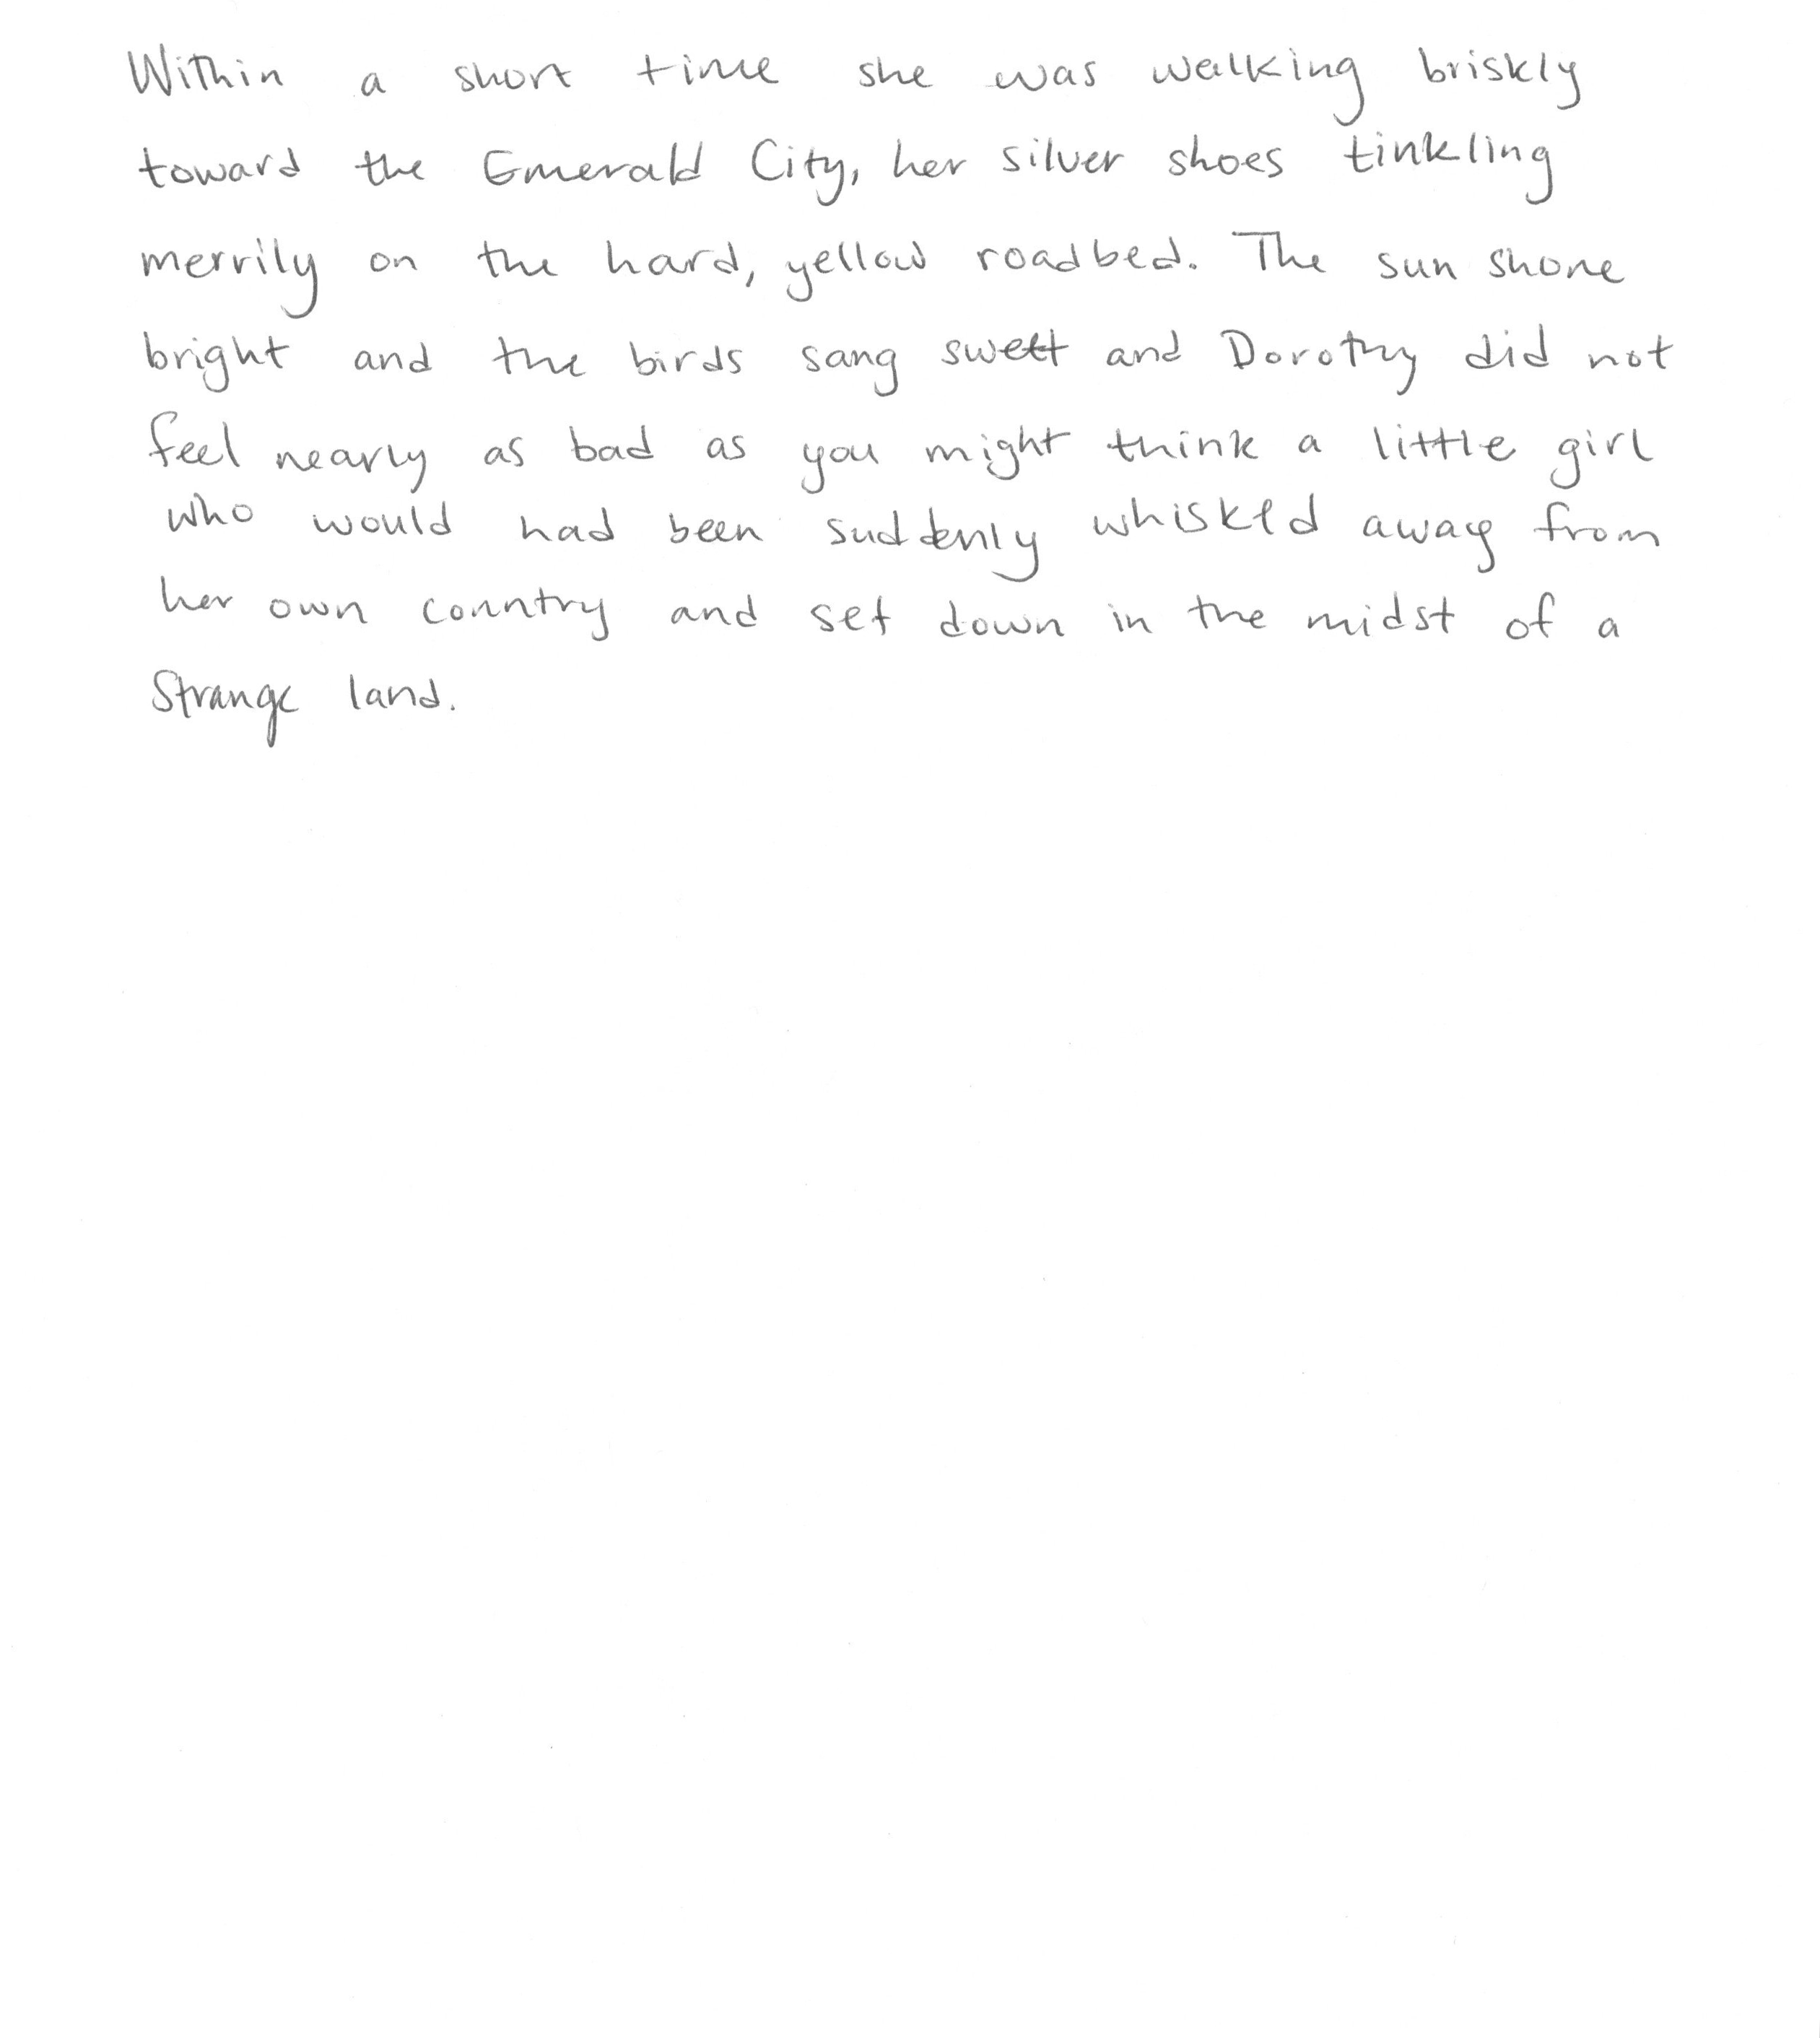 Within a short time she was walking briskly
toward the Emerald City, her silver shoes tinkling
merrily on the hard, yellow roadbed. The sun shone
bright and the birds sang swett and Dorothy did not
feel nearly as bad as you might think a little girl
who would had been suddenly whisked away from
her own country and set down in the midst of a
strange land.